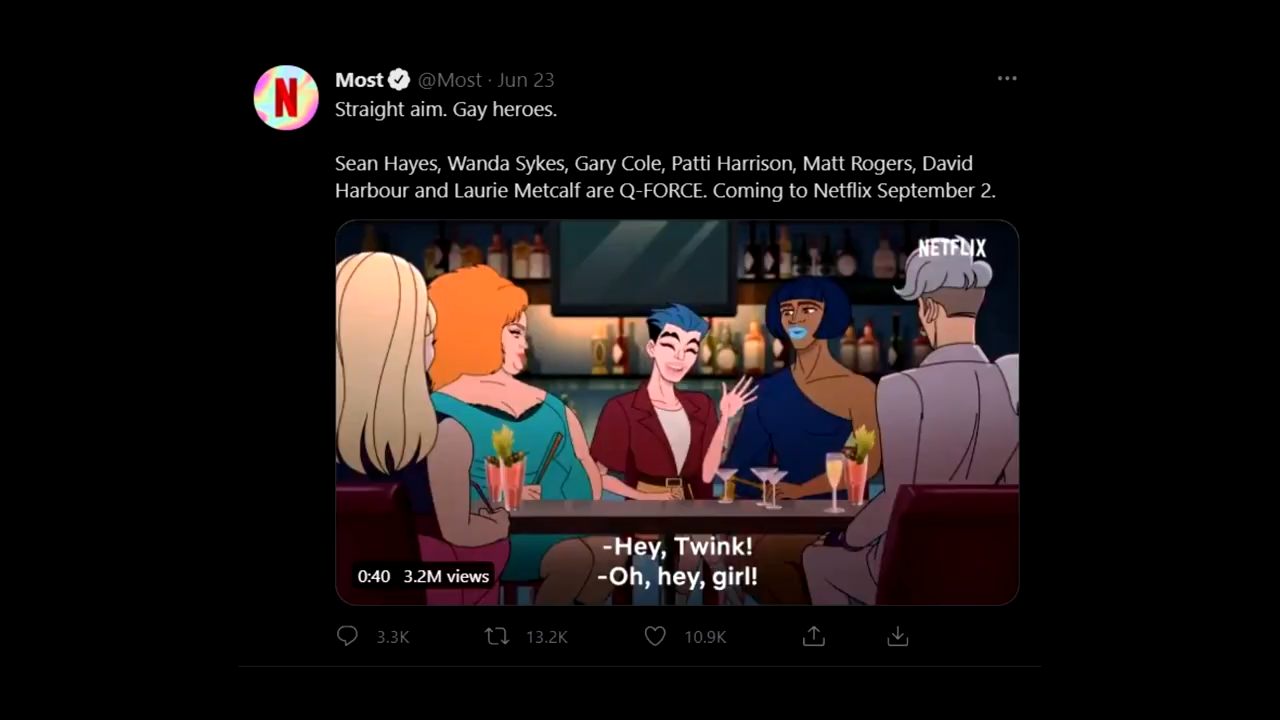 N
Most @Most · Jun 23
Straight aim. Gay heroes.
Sean Hayes, Wanda Sykes, Gary Cole, Patti Harrison, Matt Rogers, David
Harbour and Laurie Metcalf are Q-FORCE. Coming to Netflix September 2.
NETFLIX
-Hey, Twink!
-Oh, hey, girl!
0:40 3.2M views
3.3K 13.2K 10.9K